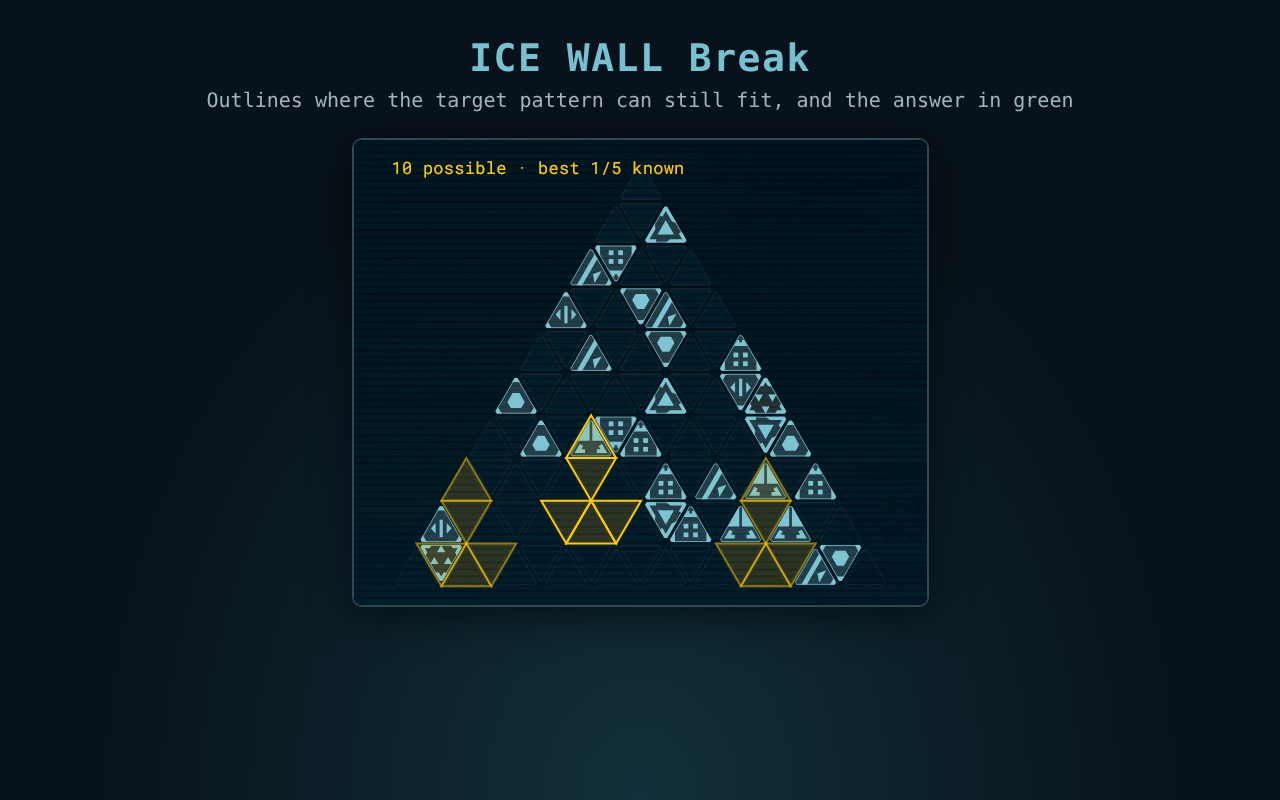 ICE WALL Break
Outlines where the target pattern can still fit, and the answer in green
10 possible · best 1/5 known